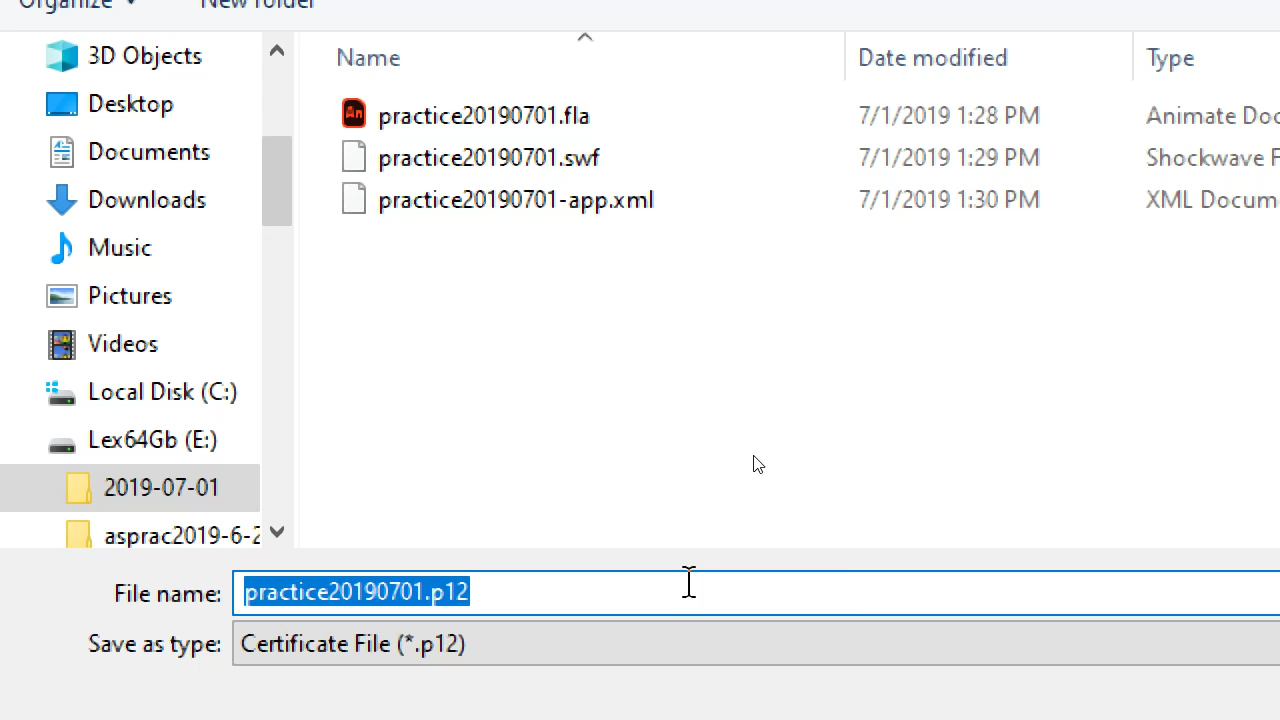 Organize New folder
3D Objects
Desktop
Documents
Downloads
Music
Pictures
Videos
Local Disk (C:)
Lex64Gb (E:)
2019-07-01
asprac2019-6-2
Name Date modified Type
An practice20190701.fla 7/1/2019 1:28 PM Animate Doc
practice20190701.swf 7/1/2019 1:29 PM Shockwave F
practice20190701-app.xml 7/1/2019 1:30 PM XML Docum
File name: practice20190701.p12
Save as type: Certificate File (*.p12)